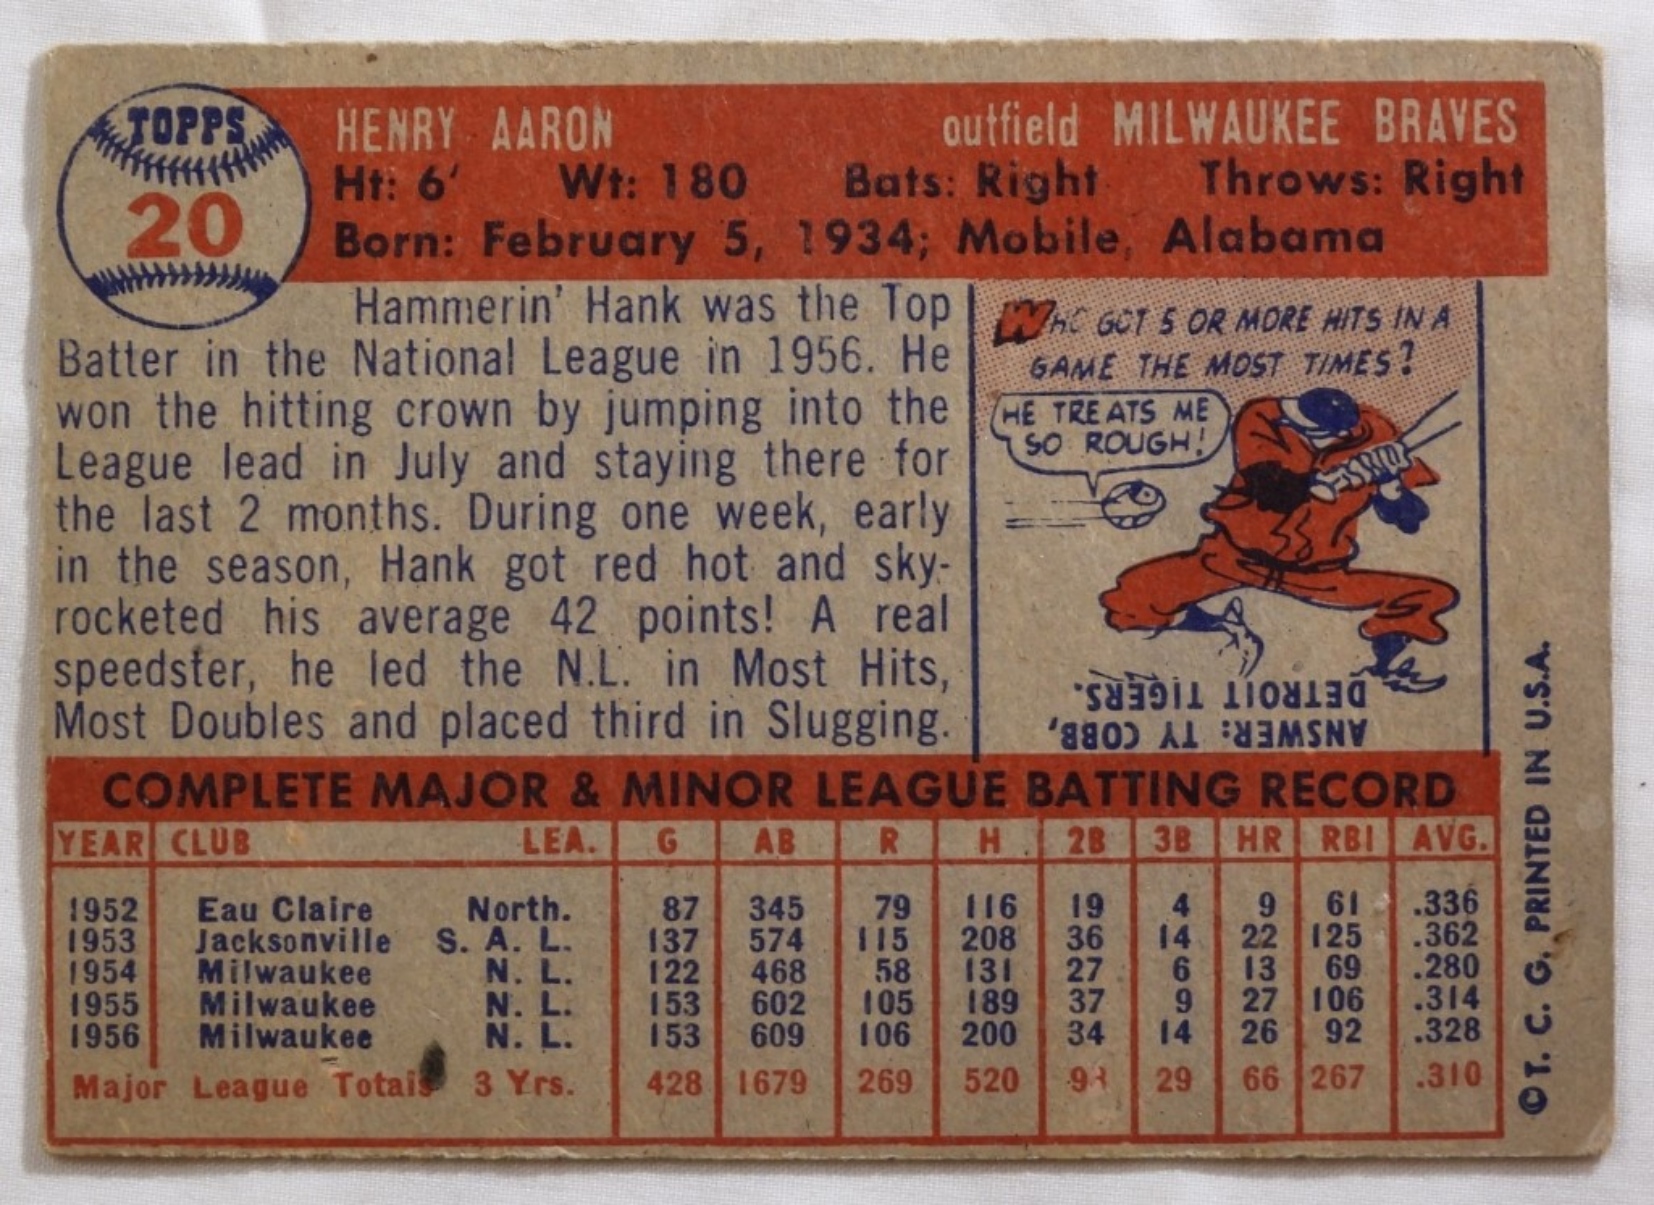 TOPPS
20
HENRY AARON outfield MILWAUKEE BRAVES
Ht: 6' Wt: 180 Bats: Right Throws: Right
Born: February 5, 1934; Mobile, Alabama
Hammerin' Hank was the Top
Batter in the National League in 1956. He
won the hitting crown by jumping into the
League lead in July and staying there for
the last 2 months. During one week, early
in the season, Hank got red hot and sky-
rocketed his average 42 points! A real
speedster, he led the N.L. in Most Hits,
Most Doubles and placed third in Slugging.
WHO GOT 5 OR MORE HITS IN A
GAME THE MOST TIMES?
HE TREATS ME
SO ROUGH!
ANSWER: TY COBB,
DETROIT TIGERS.
COMPLETE MAJOR & MINOR LEAGUE BATTING RECORD
YEAR CLUB LEA. G AB R H 2B 3B HR RBI AVG.
1952 Eau Claire North. 87 345 79 116 19 4 9 61 .336
1953 Jacksonville S. A. L. 137 574 115 208 36 14 22 125 .362
1954 Milwaukee N. L. 122 468 58 131 27 6 13 69 .280
1955 Milwaukee N. L. 153 602 105 189 37 9 27 106 .314
1956 Milwaukee N. L. 153 609 106 200 34 14 26 92 .328
Major League Totals 3 Yrs. 428 1679 269 520 98 29 66 267 .310
© T. C. G. PRINTED IN U.S.A.